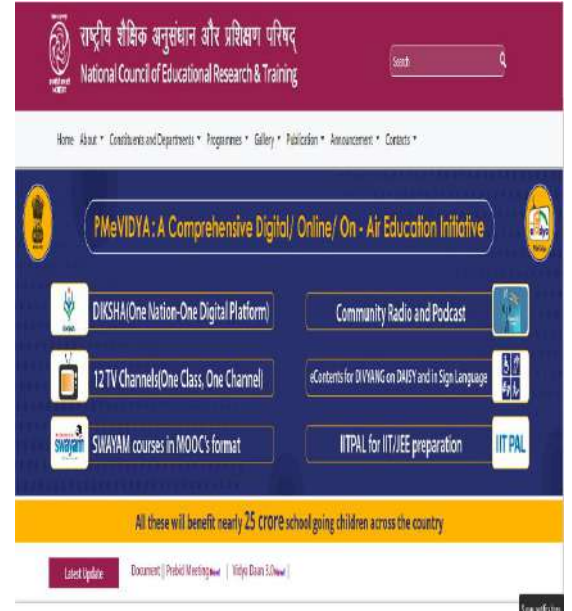 राष्ट्रीय शैक्षिक अनुसंधान और प्रशिक्षण परिषद्
National Council of Educational Research & Training
Search
Home About Constituents and Departments Programmes Gallery Publication Announcement Contacts
PMeVIDYA: A Comprehensive Digital/ Online/ On - Air Education Initiative
DIKSHA(One Nation-One Digital Platform)
Community Radio and Podcast
12 TV Channels(One Class, One Channel)
eContents for DIVYANG on DAISY and in Sign Language
swayam
SWAYAM courses in MOOC's format
IITPAL for IIT/JEE preparation
IIT PAL
All these will benefit nearly 25 crore school going children across the country
Latest Update
Document | Prebid Meeting New! | Vidya Daan 3.0 New! |